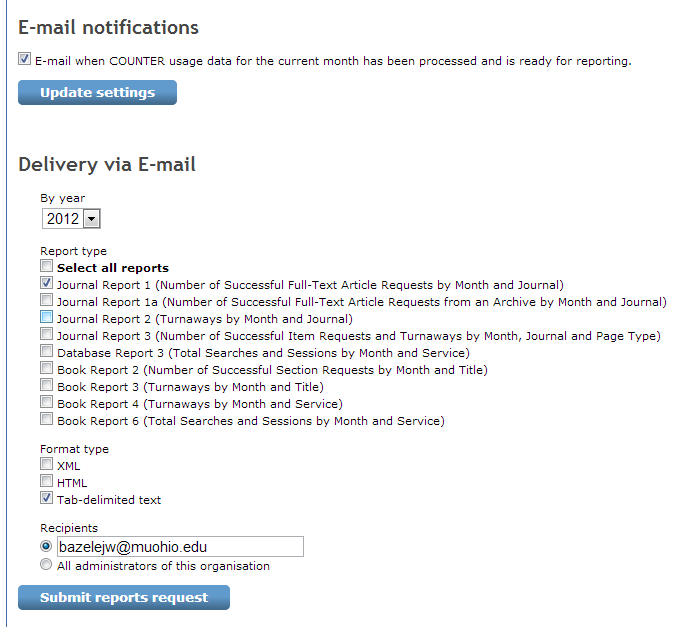 E-mail notifications
E-mail when COUNTER usage data for the current month has been processed and is ready for reporting.
Update settings
Delivery via E-mail
By year
2012
Report type
Select all reports
Journal Report 1 (Number of Successful Full-Text Article Requests by Month and Journal)
Journal Report 1a (Number of Successful Full-Text Article Requests from an Archive by Month and Journal)
Journal Report 2 (Turnaways by Month and Journal)
Journal Report 3 (Number of Successful Item Requests and Turnaways by Month, Journal and Page Type)
Database Report 3 (Total Searches and Sessions by Month and Service)
Book Report 2 (Number of Successful Section Requests by Month and Title)
Book Report 3 (Turnaways by Month and Title)
Book Report 4 (Turnaways by Month and Service)
Book Report 6 (Total Searches and Sessions by Month and Service)
Format type
XML
HTML
Tab-delimited text
Recipients
bazelejw@muohio.edu
All administrators of this organisation
Submit reports request